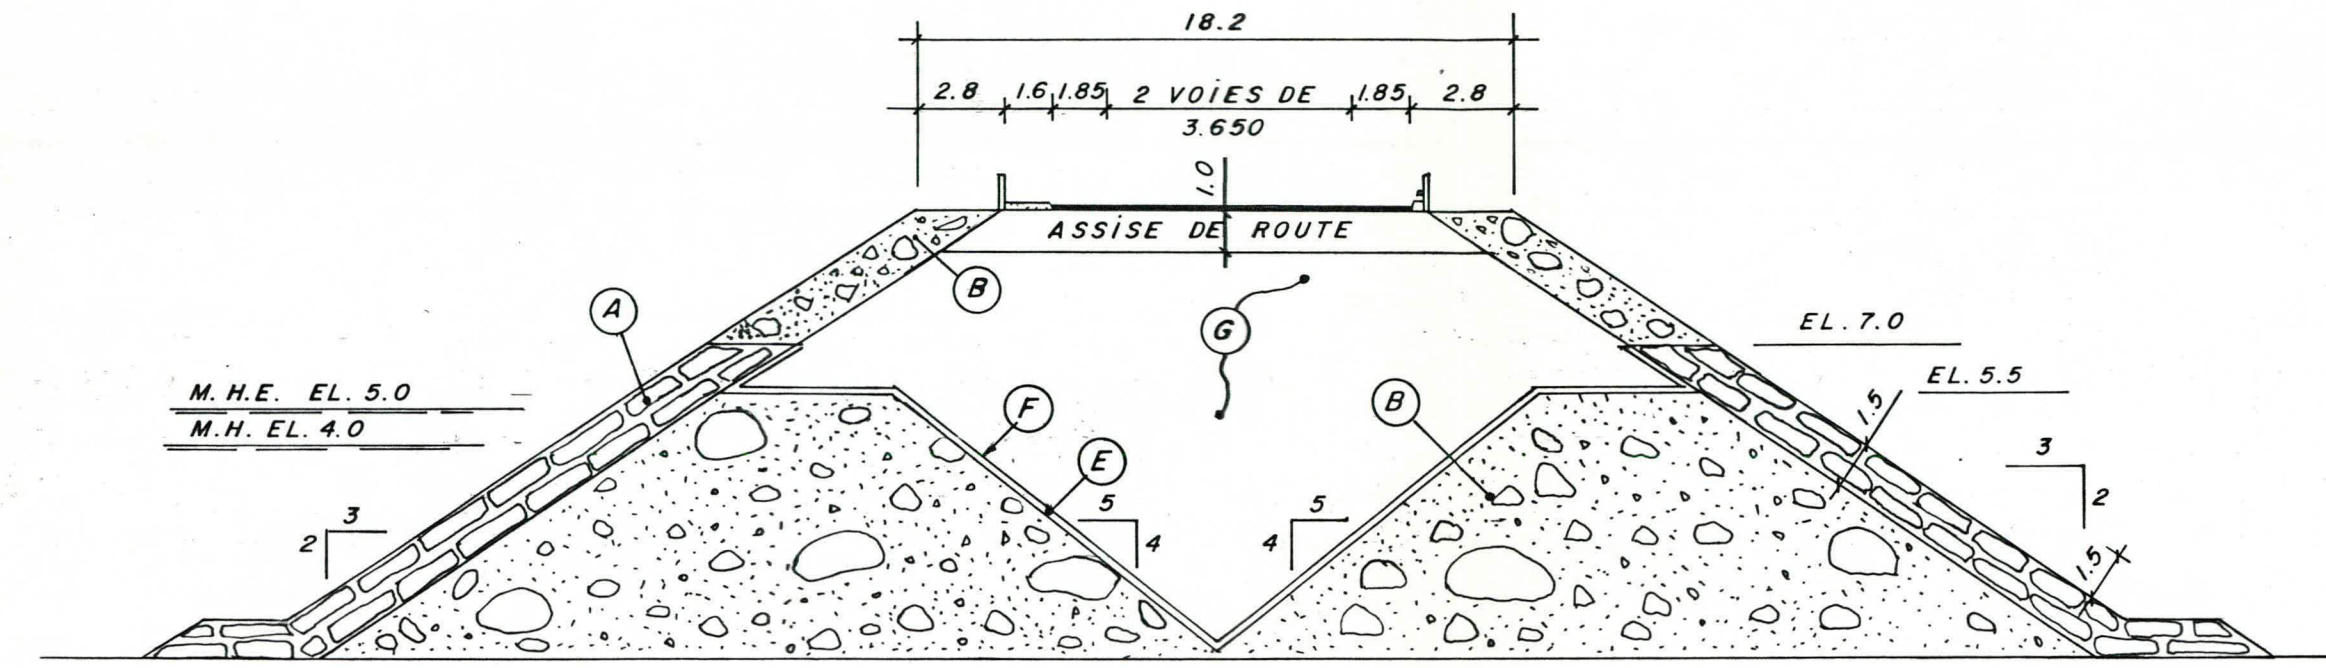 18.2
2.8 1.6 1.85 2 VOiES DE 1.85 2.8
3.650
1.0
ASSiSE DE ROUTE
B
A
G
EL. 7.0
M.H.E. EL. 5.0
EL. 5.5
M.H. EL. 4.0
F
B
1.5
E
3
2
3
2
5
4
5
4
1.5